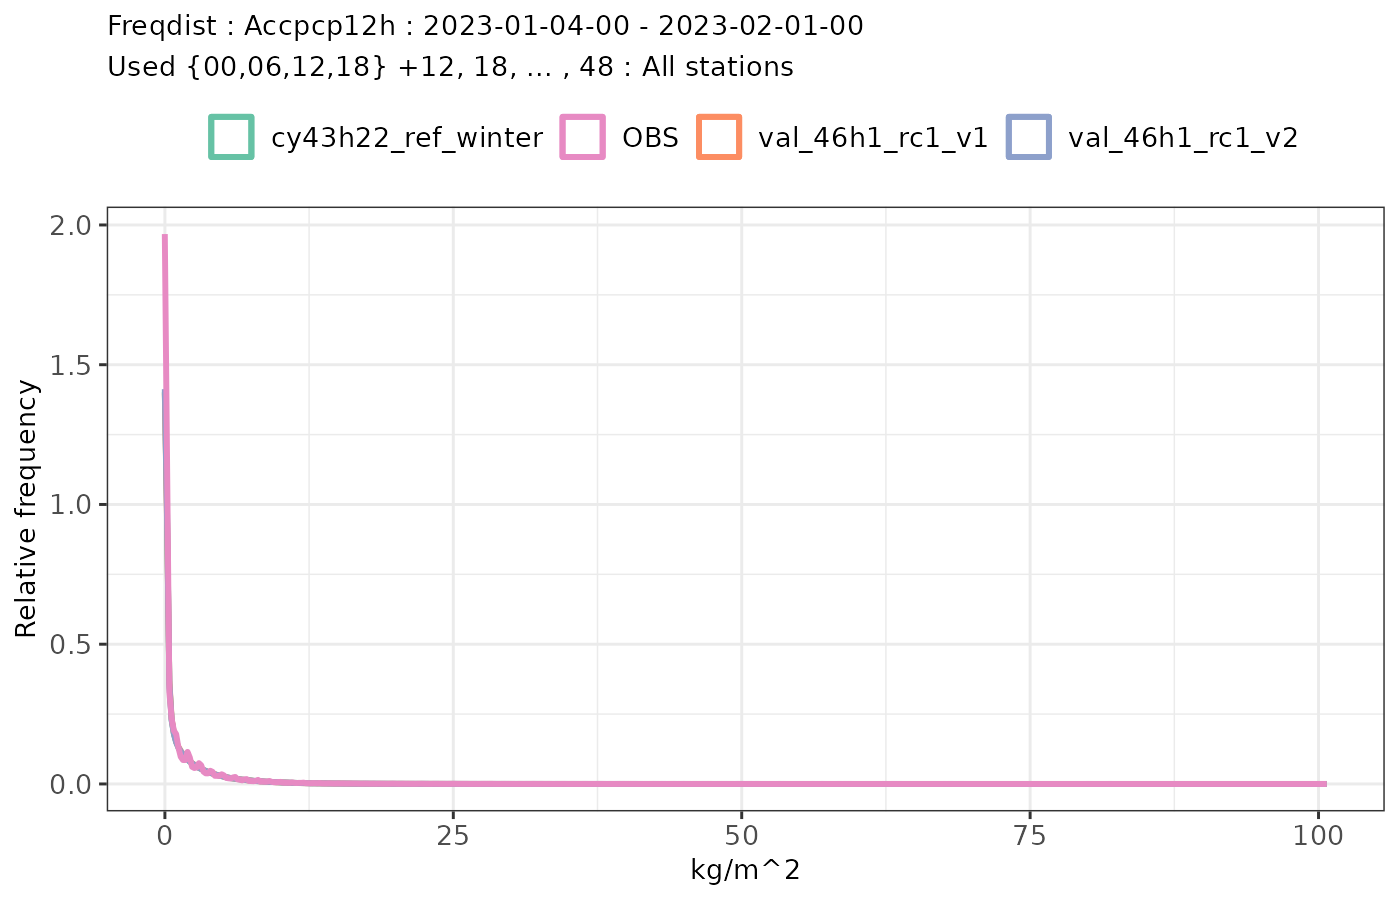 Freqdist : Accpcp12h : 2023-01-04-00 - 2023-02-01-00
Used {00,06,12,18} +12, 18, ... , 48 : All stations
cy43h22_ref_winter OBS val_46h1_rc1_v1 val_46h1_rc1_v2
Relative frequency
2.0
1.5
1.0
0.5
0.0
0 25 50 75 100
kg/m^2